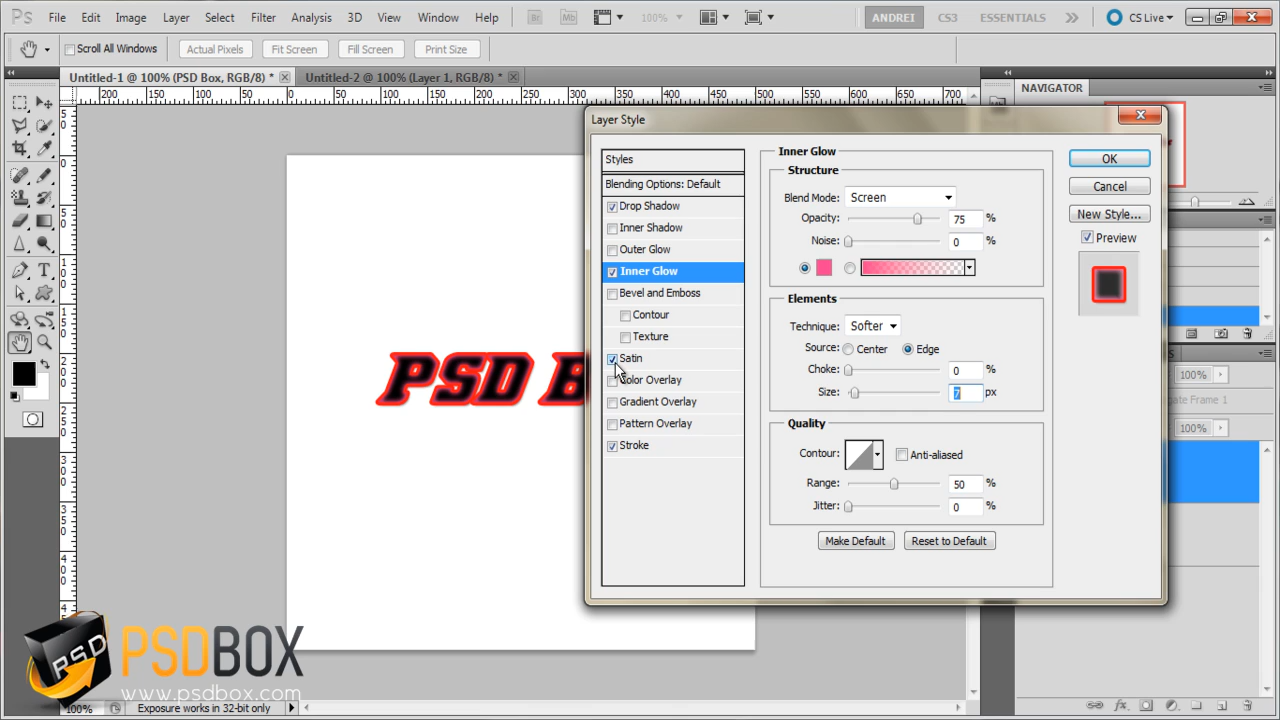 Ps File Edit Image Layer Select Filter Analysis 3D View Window Help Br Mb 100% ANDREI CS3 ESSENTIALS CS Live
Scroll All Windows Actual Pixels Fit Screen Fill Screen Print Size
Untitled-1 @ 100% (PSD Box, RGB/8) * Untitled-2 @ 100% (Layer 1, RGB/8) *
200 150 100 50 0 50 100 150 200 250 300 350 400 450 500 550 600 650 700
NAVIGATOR
Layer Style
Styles
Blending Options: Default
Drop Shadow
Inner Shadow
Outer Glow
Inner Glow
Bevel and Emboss
Contour
Texture
Satin
Color Overlay
Gradient Overlay
Pattern Overlay
Stroke
Inner Glow
Structure
Blend Mode: Screen
Opacity: 75 %
Noise: 0 %
Elements
Technique: Softer
Source: Center Edge
Choke: 0 %
Size: 7 px
Quality
Contour: Anti-aliased
Range: 50 %
Jitter: 0 %
Make Default Reset to Default
OK
Cancel
New Style...
Preview
100%
gate Frame 1
100%
PSD B
PSD
PSDBOX
www.psdbox.com
100% Exposure works in 32-bit only